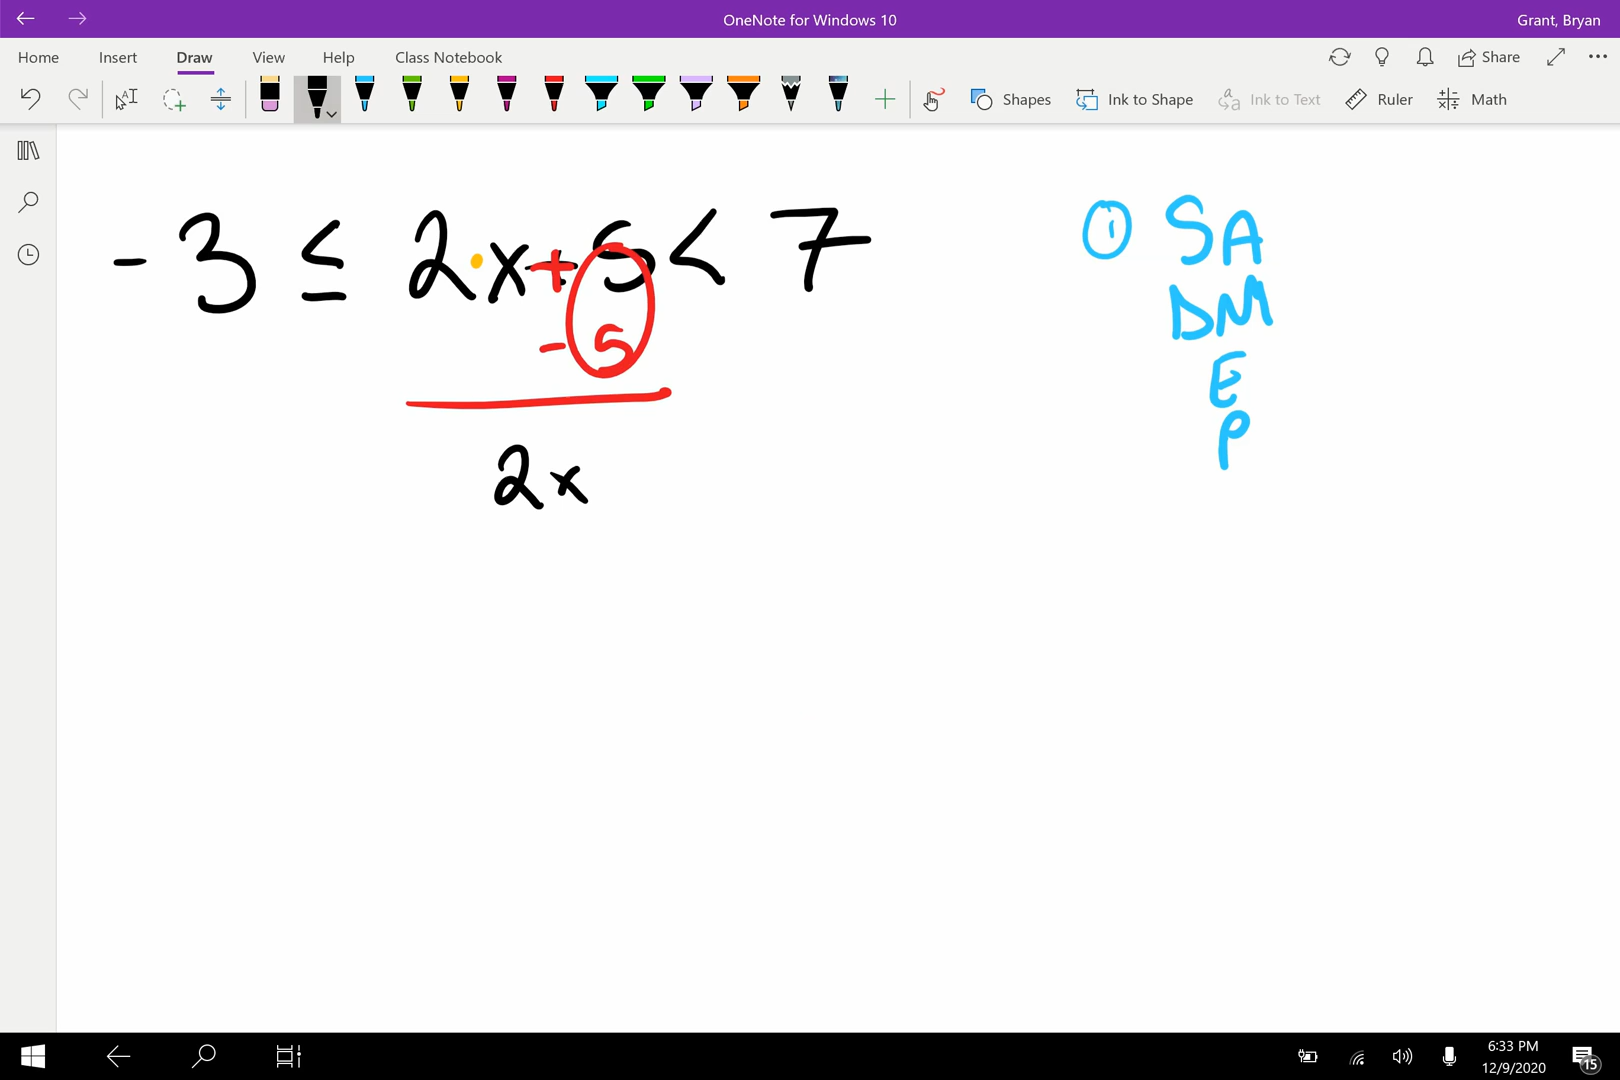 OneNote for Windows 10
Grant, Bryan
Home Insert Draw View Help Class Notebook
Share
Shapes Ink to Shape Ink to Text Ruler Math
-3 ≤ 2·x+5 < 7
-5
2x
① SA
DM
E
P
6:33 PM
12/9/2020
15